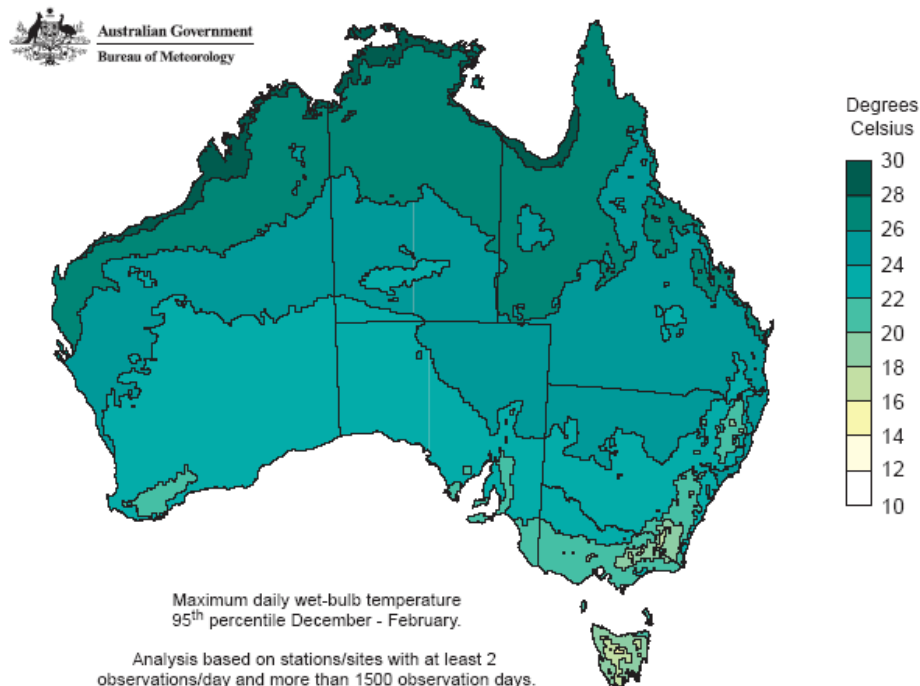 Australian Government
Bureau of Meteorology
Degrees
Celsius
30
28
26
24
22
20
18
16
14
12
10
Maximum daily wet-bulb temperature
95th percentile December - February.
Analysis based on stations/sites with at least 2
observations/day and more than 1500 observation days.